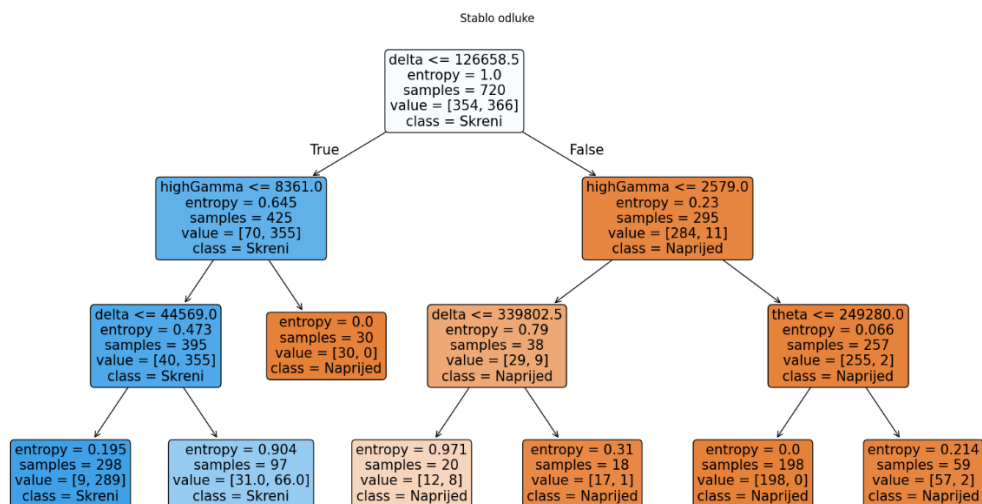 Stablo odluke
delta <= 126658.5
entropy = 1.0
samples = 720
value = [354, 366]
class = Skreni
True
False
highGamma <= 8361.0
entropy = 0.645
samples = 425
value = [70, 355]
class = Skreni
highGamma <= 2579.0
entropy = 0.23
samples = 295
value = [284, 11]
class = Naprijed
delta <= 44569.0
entropy = 0.473
samples = 395
value = [40, 355]
class = Skreni
entropy = 0.0
samples = 30
value = [30, 0]
class = Naprijed
delta <= 339802.5
entropy = 0.79
samples = 38
value = [29, 9]
class = Naprijed
theta <= 249280.0
entropy = 0.066
samples = 257
value = [255, 2]
class = Naprijed
entropy = 0.195
samples = 298
value = [9, 289]
class = Skreni
entropy = 0.904
samples = 97
value = [31.0, 66.0]
class = Skreni
entropy = 0.971
samples = 20
value = [12, 8]
class = Naprijed
entropy = 0.31
samples = 18
value = [17, 1]
class = Naprijed
entropy = 0.0
samples = 198
value = [198, 0]
class = Naprijed
entropy = 0.214
samples = 59
value = [57, 2]
class = Naprijed